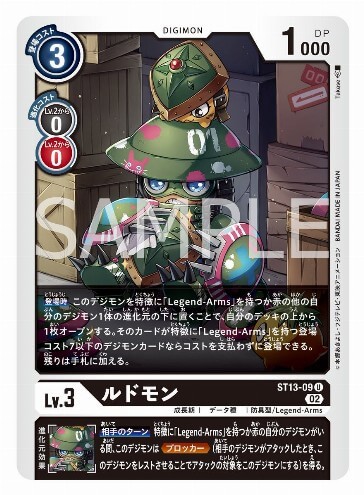 DIGIMON
登場コスト
3
DP
1000
進化コスト
Lv.2から
0
Lv.2から
0
01
SAMPLE
登場時 このデジモンを特徴に「Legend-Arms」を持つか赤の他の自
分のデジモン1体の進化元の下に置くことで、自分のデッキの上から
1枚オープンする。そのカードが特徴に「Legend-Arms」を持つ登場
コスト7以下のデジモンカードならコストを支払わずに登場できる。
残りは手札に加える。
Lv.3
ルドモン
ST13-09 U
02
成長期 | データ種 | 防具型/Legend-Arms
進化元効果
相手のターン 特徴に「Legend-Arms」を持つか赤の自分のデジモンがい
る間、このデジモンは ブロッカー (相手のデジモンがアタックしたとき、こ
のデジモンをレストさせることでアタックの対象をこのデジモンにする)を得る。
BANDAI MADE IN JAPAN